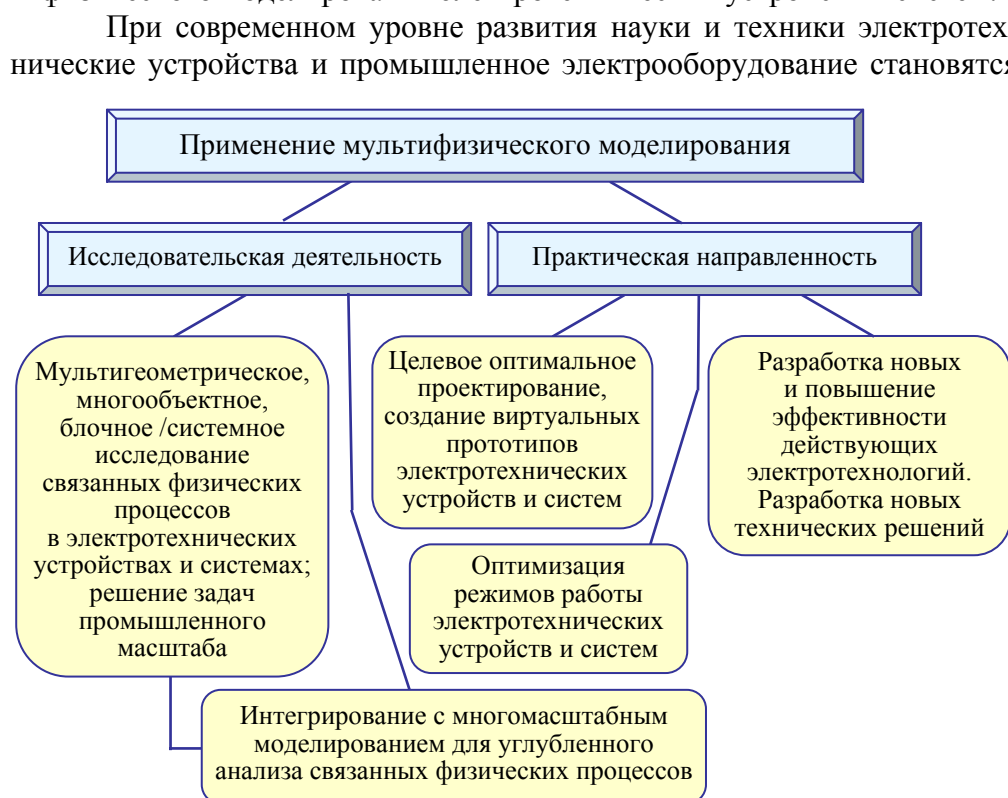 При современном уровне развития науки и техники электротех-
нические устройства и промышленное электрооборудование становятся
Применение мультифизического моделирования
Исследовательская деятельность
Практическая направленность
Мультигеометрическое,
многообъектное,
блочное /системное
исследование
связанных физических
процессов
в электротехнических
устройствах и системах;
решение задач
промышленного
масштаба
Целевое оптимальное
проектирование,
создание виртуальных
прототипов
электротехнических
устройств и систем
Разработка новых
и повышение
эффективности
действующих
электротехнологий.
Разработка новых
технических решений
Оптимизация
режимов работы
электротехнических
устройств и систем
Интегрирование с многомасштабным
моделированием для углубленного
анализа связанных физических процессов